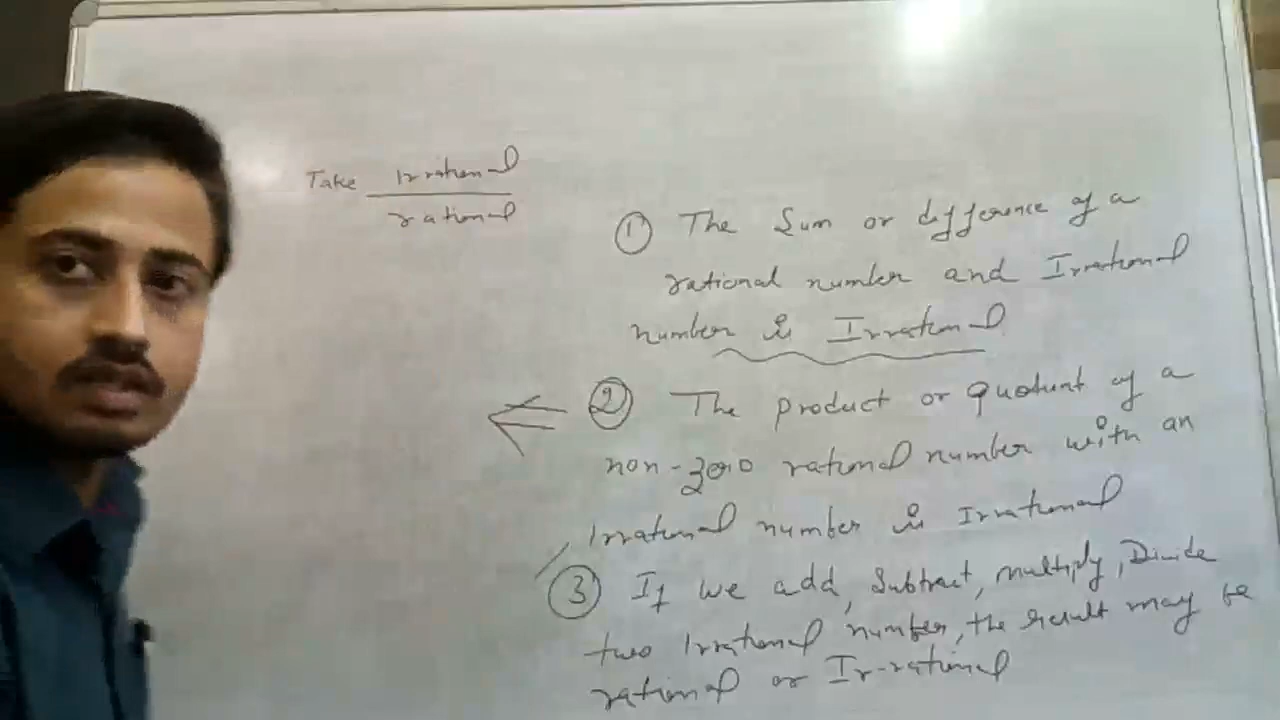 Take Irrational
rational
① The Sum or difference of a
rational number and Irrational
number is Irrational
② The product or quotient of a
non-zero rational number with an
Irrational number is Irrational
③ If we add, Subtract, multiply, Divide
two Irrational number, the result may be
rational or Ir-rational